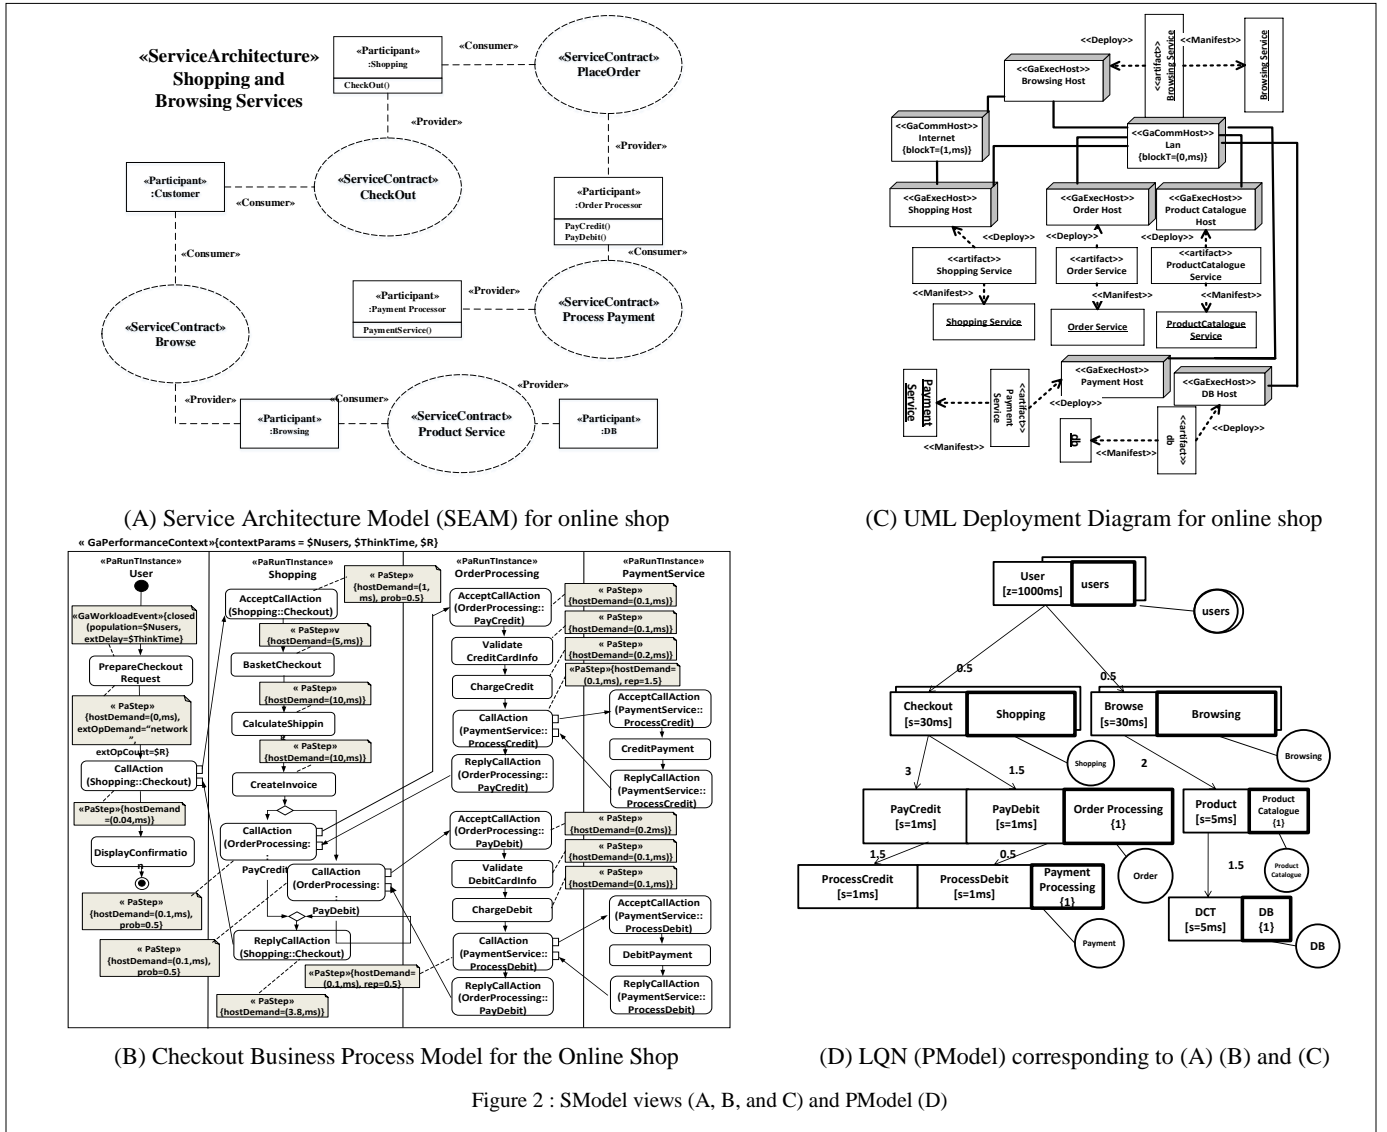 «ServiceArchitecture»
Shopping and
Browsing Services
«Participant»
:Shopping
CheckOut()
«Consumer»
«ServiceContract»
PlaceOrder
«Provider»
«Provider»
«Participant»
:Customer
«Consumer»
«ServiceContract»
CheckOut
«Participant»
:Order Processor
PayCredit()
PayDebit()
«Consumer»
«Consumer»
«Participant»
:Payment Processor
PaymentService()
«Provider»
«ServiceContract»
Process Payment
«ServiceContract»
Browse
«Provider»
«Participant»
:Browsing
«Consumer»
«ServiceContract»
Product Service
«Provider»
«Participant»
:DB
(A) Service Architecture Model (SEAM) for online shop
<<GaExecHost>>
Browsing Host
<<Deploy>>
<<artifact>>
Browsing Service
<<Manifest>>
Browsing Service
<<GaCommHost>>
Internet
{blockT=(1,ms)}
<<GaCommHost>>
Lan
{blockT=(0,ms)}
<<GaExecHost>>
Shopping Host
<<GaExecHost>>
Order Host
<<GaExecHost>>
Product Catalogue
Host
<<Deploy>>
<<Deploy>>
<<Deploy>>
<<artifact>>
Shopping Service
<<artifact>>
Order Service
<<artifact>>
ProductCatalogue
Service
<<Manifest>>
<<Manifest>>
<<Manifest>>
Shopping Service
Order Service
ProductCatalogue
Service
<<GaExecHost>>
Payment Host
<<GaExecHost>>
DB Host
Payment
Service
<<artifact>>
Payment
Service
<<Deploy>>
<<Manifest>>
db
<<Manifest>>
<<artifact>>
db
<<Deploy>>
(C) UML Deployment Diagram for online shop
« GaPerformanceContext»{contextParams = $Nusers, $ThinkTime, $R}
«PaRunTInstance»
User
«GaWorkloadEvent»{closed
(population=$Nusers,
extDelay=$ThinkTime}
PrepareCheckout
Request
« PaStep»
{hostDemand=(0,ms),
extOpDemand="network
"
extOpCount=$R}
CallAction
(Shopping::Checkout)
«PaStep»{hostDemand
=(0.04,ms)}
DisplayConfirmatio
n
« PaStep»
{hostDemand=(0.1,ms),
prob=0.5}
« PaStep»
{hostDemand=(0.1,ms),
prob=0.5}
«PaRunTInstance»
Shopping
« PaStep»
{hostDemand=(1,
ms), prob=0.5}
AcceptCallAction
(Shopping::Checkout)
« PaStep»v
{hostDemand=(5,ms)}
BasketCheckout
« PaStep»
{hostDemand=(10,ms)}
CalculateShippin
g
« PaStep»
{hostDemand=(10,ms)}
CreateInvoice
CallAction
(OrderProcessing:
:
PayCredit)
CallAction
(OrderProcessing:
:
PayDebit)
ReplyCallAction
(Shopping::Checkout)
« PaStep»
{hostDemand=(3.8,ms)}
«PaRunTInstance»
OrderProcessing
AcceptCallAction
(OrderProcessing::
PayCredit)
Validate
CreditCardInfo
ChargeCredit
CallAction
(PaymentService::
ProcessCredit)
ReplyCallAction
(OrderProcessing::
PayCredit)
AcceptCallAction
(OrderProcessing::
PayDebit)
Validate
DebitCardInfo
ChargeDebit
CallAction
(PaymentService::
ProcessDebit)
«PaStep»{hostDemand=
(0.1,ms), rep=0.5}
ReplyCallAction
(OrderProcessing::
PayDebit)
«PaRunTInstance»
PaymentService
« PaStep»
{hostDemand=(0.1,ms)}
« PaStep»
{hostDemand=(0.1,ms)}
« PaStep»
{hostDemand=(0.2,ms)}
«PaStep»{hostDemand=
(0.1,ms), rep=1.5}
AcceptCallAction
(PaymentService::
ProcessCredit)
CreditPayment
ReplyCallAction
(PaymentService::
ProcessCredit)
« PaStep»
{hostDemand=(0.2ms)}
« PaStep»
{hostDemand=(0.1,ms)}
« PaStep»
{hostDemand=(0.1,ms)}
AcceptCallAction
(PaymentService::
ProcessDebit)
DebitPayment
ReplyCallAction
(PaymentService::
ProcessDebit)
(B) Checkout Business Process Model for the Online Shop
User
[z=1000ms]
users
users
0.5
0.5
Checkout
[s=30ms]
Shopping
Browse
[s=30ms]
Browsing
Shopping
Browsing
3
1.5
2
PayCredit
[s=1ms]
PayDebit
[s=1ms]
Order Processing
{1}
Product
[s=5ms]
Product
Catalogue
{1}
1.5
0.5
1.5
Order
Product
Catalogue
ProcessCredit
[s=1ms]
ProcessDebit
[s=1ms]
Payment
Processing
{1}
DCT
[s=5ms]
DB
{1}
Payment
DB
(D) LQN (PModel) corresponding to (A) (B) and (C)
Figure 2 : SModel views (A, B, and C) and PModel (D)